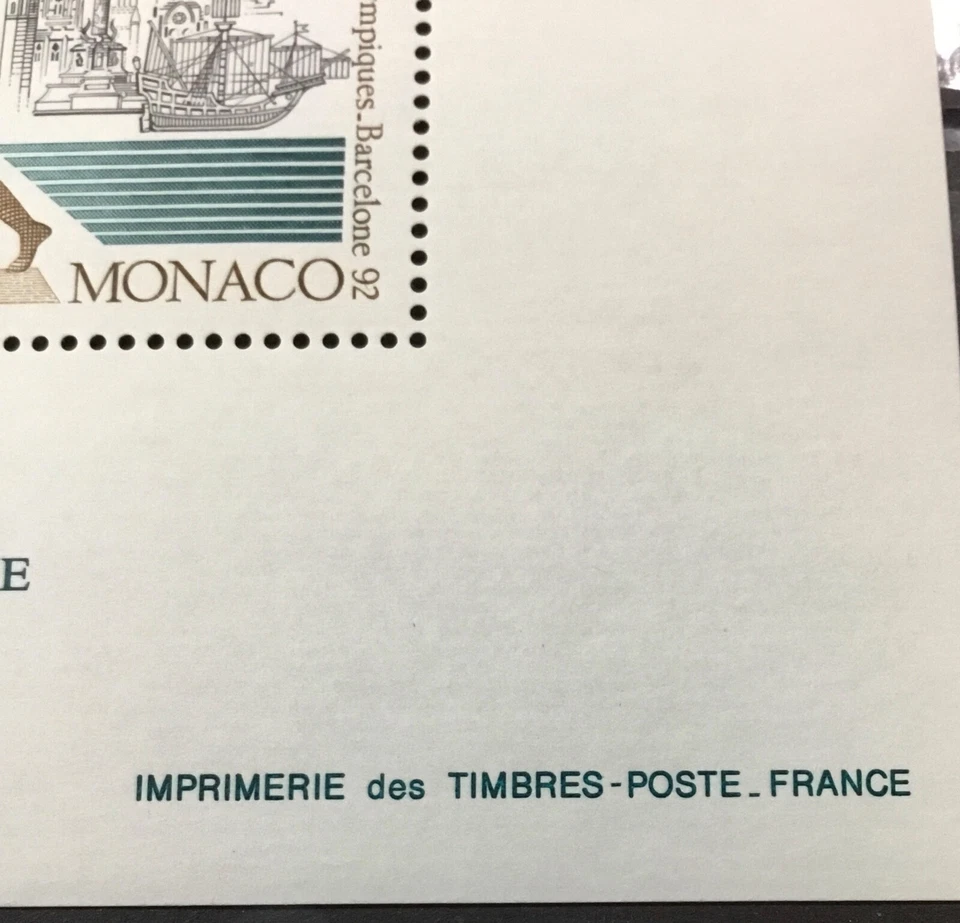 mpiques_Barcelone 92
MONACO
E
IMPRIMERIE des TIMBRES-POSTE_FRANCE